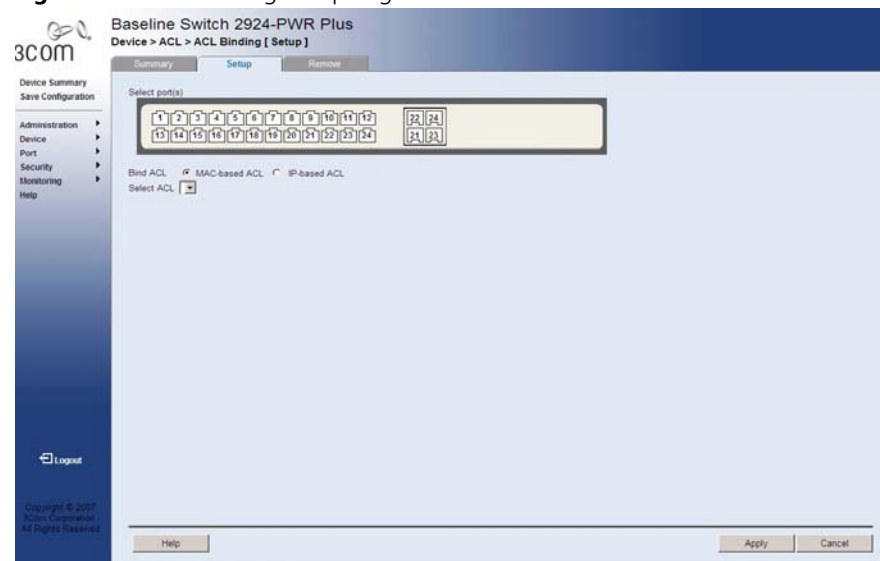 3COM
Baseline Switch 2924-PWR Plus
Device > ACL > ACL Binding [ Setup ]
Summary Setup Remove
Device Summary
Save Configuration
Administration
Device
Port
Security
Monitoring
Help
Select port(s)
1 2 3 4 5 6 7 8 9 10 11 12 22 24
13 14 15 16 17 18 19 20 21 22 23 24 21 23
Bind ACL MAC-based ACL IP-based ACL
Select ACL
Logout
Copyright © 2007
3Com Corporation
All Rights Reserved
Help Apply Cancel